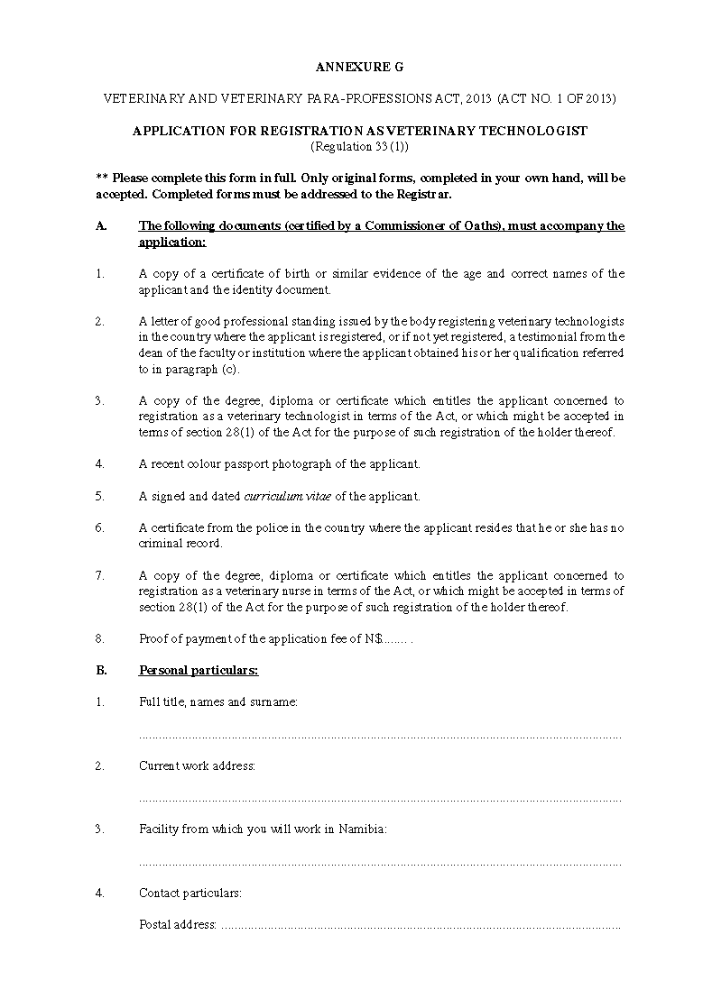 ANNEXURE G
VETERINARY AND VETERINARY PARA-PROFESSIONS ACT, 2013 (ACT NO. 1 OF 2013)
APPLICATION FOR REGISTRATION AS VETERINARY TECHNOLOGIST
(Regulation 33 (1))
** Please complete this form in full. Only original forms, completed in your own hand, will be
accepted. Completed forms must be addressed to the Registrar.
A. The following documents (certified by a Commissioner of Oaths), must accompany the
application:
1. A copy of a certificate of birth or similar evidence of the age and correct names of the
applicant and the identity document.
2. A letter of good professional standing issued by the body registering veterinary technologists
in the country where the applicant is registered, or if not yet registered, a testimonial from the
dean of the faculty or institution where the applicant obtained his or her qualification referred
to in paragraph (c).
3. A copy of the degree, diploma or certificate which entitles the applicant concerned to
registration as a veterinary technologist in terms of the Act, or which might be accepted in
terms of section 28(1) of the Act for the purpose of such registration of the holder thereof.
4. A recent colour passport photograph of the applicant.
5. A signed and dated curriculum vitae of the applicant.
6. A certificate from the police in the country where the applicant resides that he or she has no
criminal record.
7. A copy of the degree, diploma or certificate which entitles the applicant concerned to
registration as a veterinary nurse in terms of the Act, or which might be accepted in terms of
section 28(1) of the Act for the purpose of such registration of the holder thereof.
8. Proof of payment of the application fee of N$........ .
B. Personal particulars:
1. Full title, names and surname:
..........................................................................................................................................
2. Current work address:
..........................................................................................................................................
3. Facility from which you will work in Namibia:
..........................................................................................................................................
4. Contact particulars:
Postal address: ..................................................................................................................